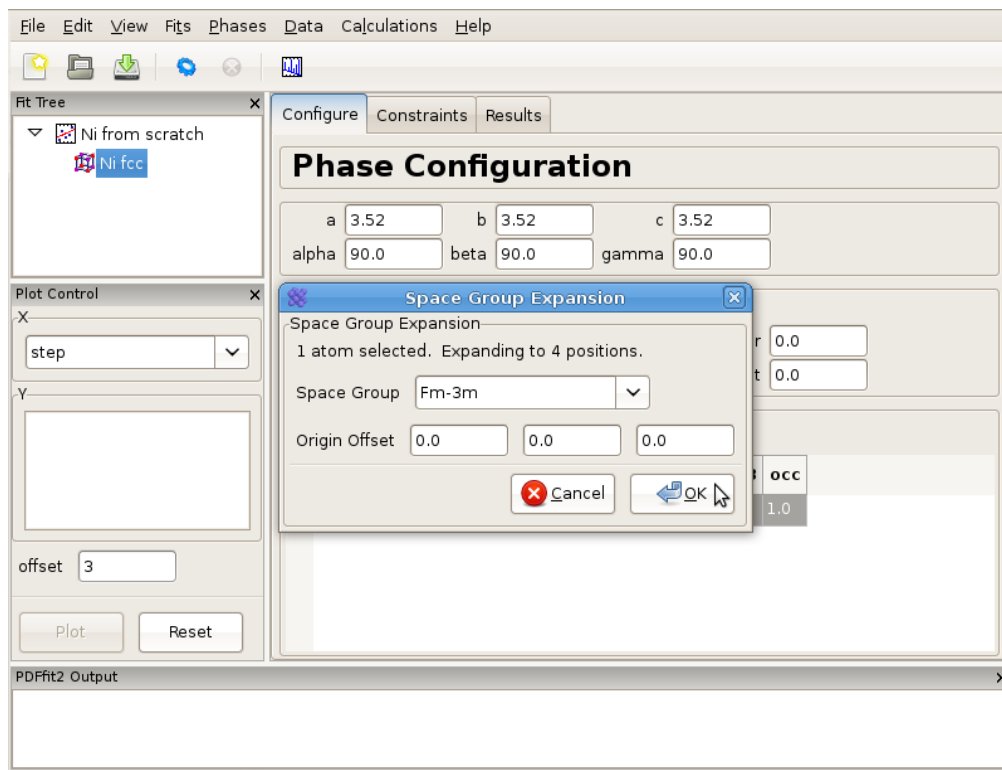 File Edit View Fits Phases Data Calculations Help
Fit Tree
Ni from scratch
Ni fcc
Configure Constraints Results
Phase Configuration
a 3.52 b 3.52 c 3.52
alpha 90.0 beta 90.0 gamma 90.0
Plot Control
X
step
Y
offset 3
Plot Reset
Space Group Expansion
Space Group Expansion
1 atom selected. Expanding to 4 positions.
Space Group Fm-3m
Origin Offset 0.0 0.0 0.0
Cancel OK
r 0.0
t 0.0
occ
1.0
PDFfit2 Output